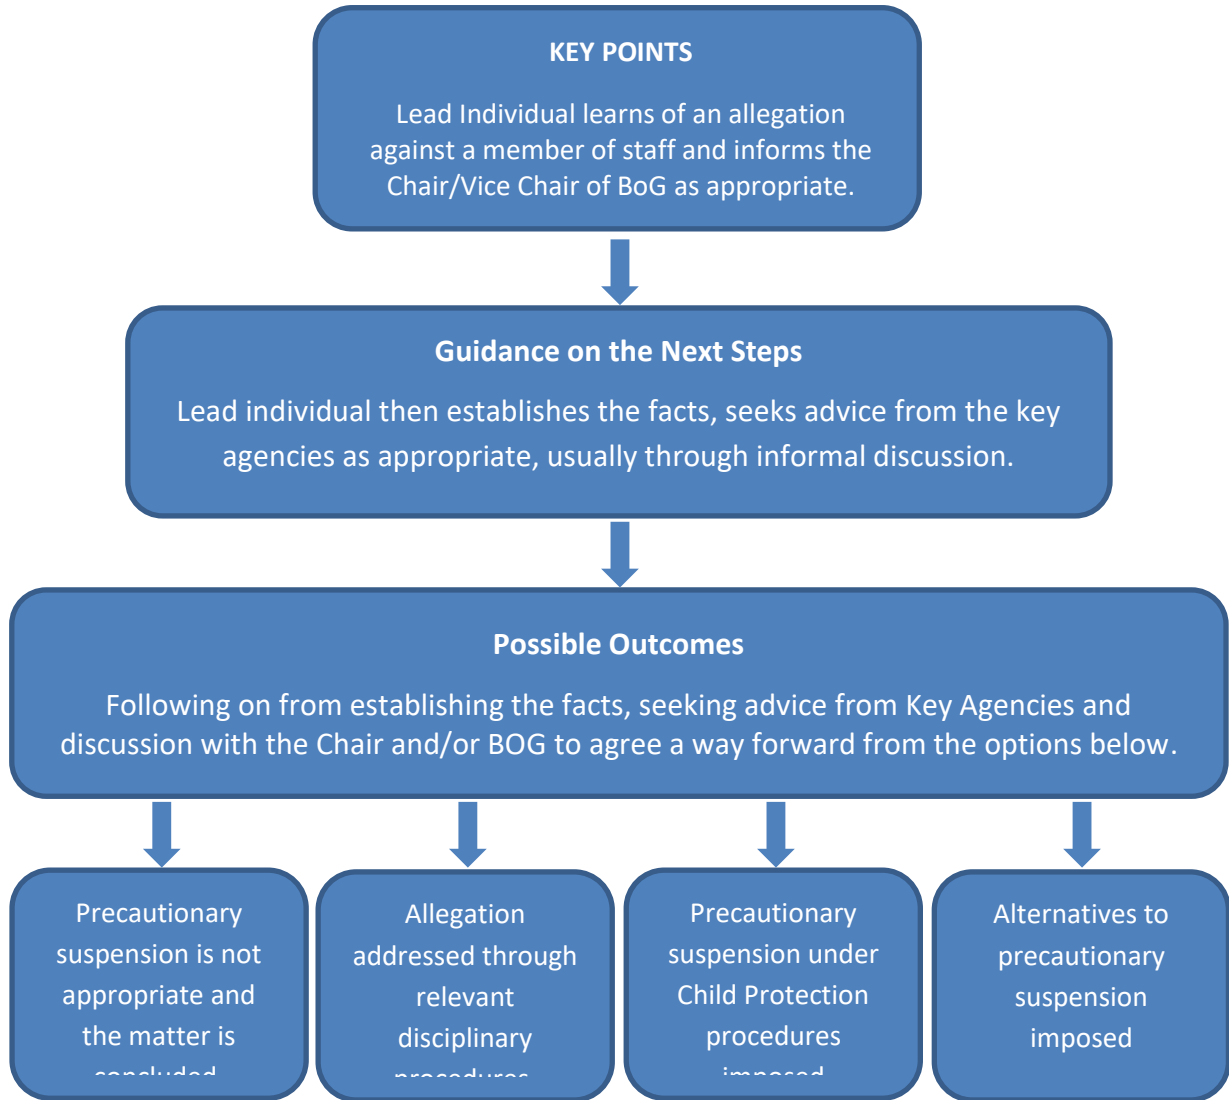 KEY POINTS
Lead Individual learns of an allegation
against a member of staff and informs the
Chair/Vice Chair of BoG as appropriate.
Guidance on the Next Steps
Lead individual then establishes the facts, seeks advice from the key
agencies as appropriate, usually through informal discussion.
Possible Outcomes
Following on from establishing the facts, seeking advice from Key Agencies and
discussion with the Chair and/or BOG to agree a way forward from the options below.
Precautionary
suspension is not
appropriate and
the matter is
concluded
Allegation
addressed through
relevant
disciplinary
procedures
Precautionary
suspension under
Child Protection
procedures
imposed
Alternatives to
precautionary
suspension
imposed